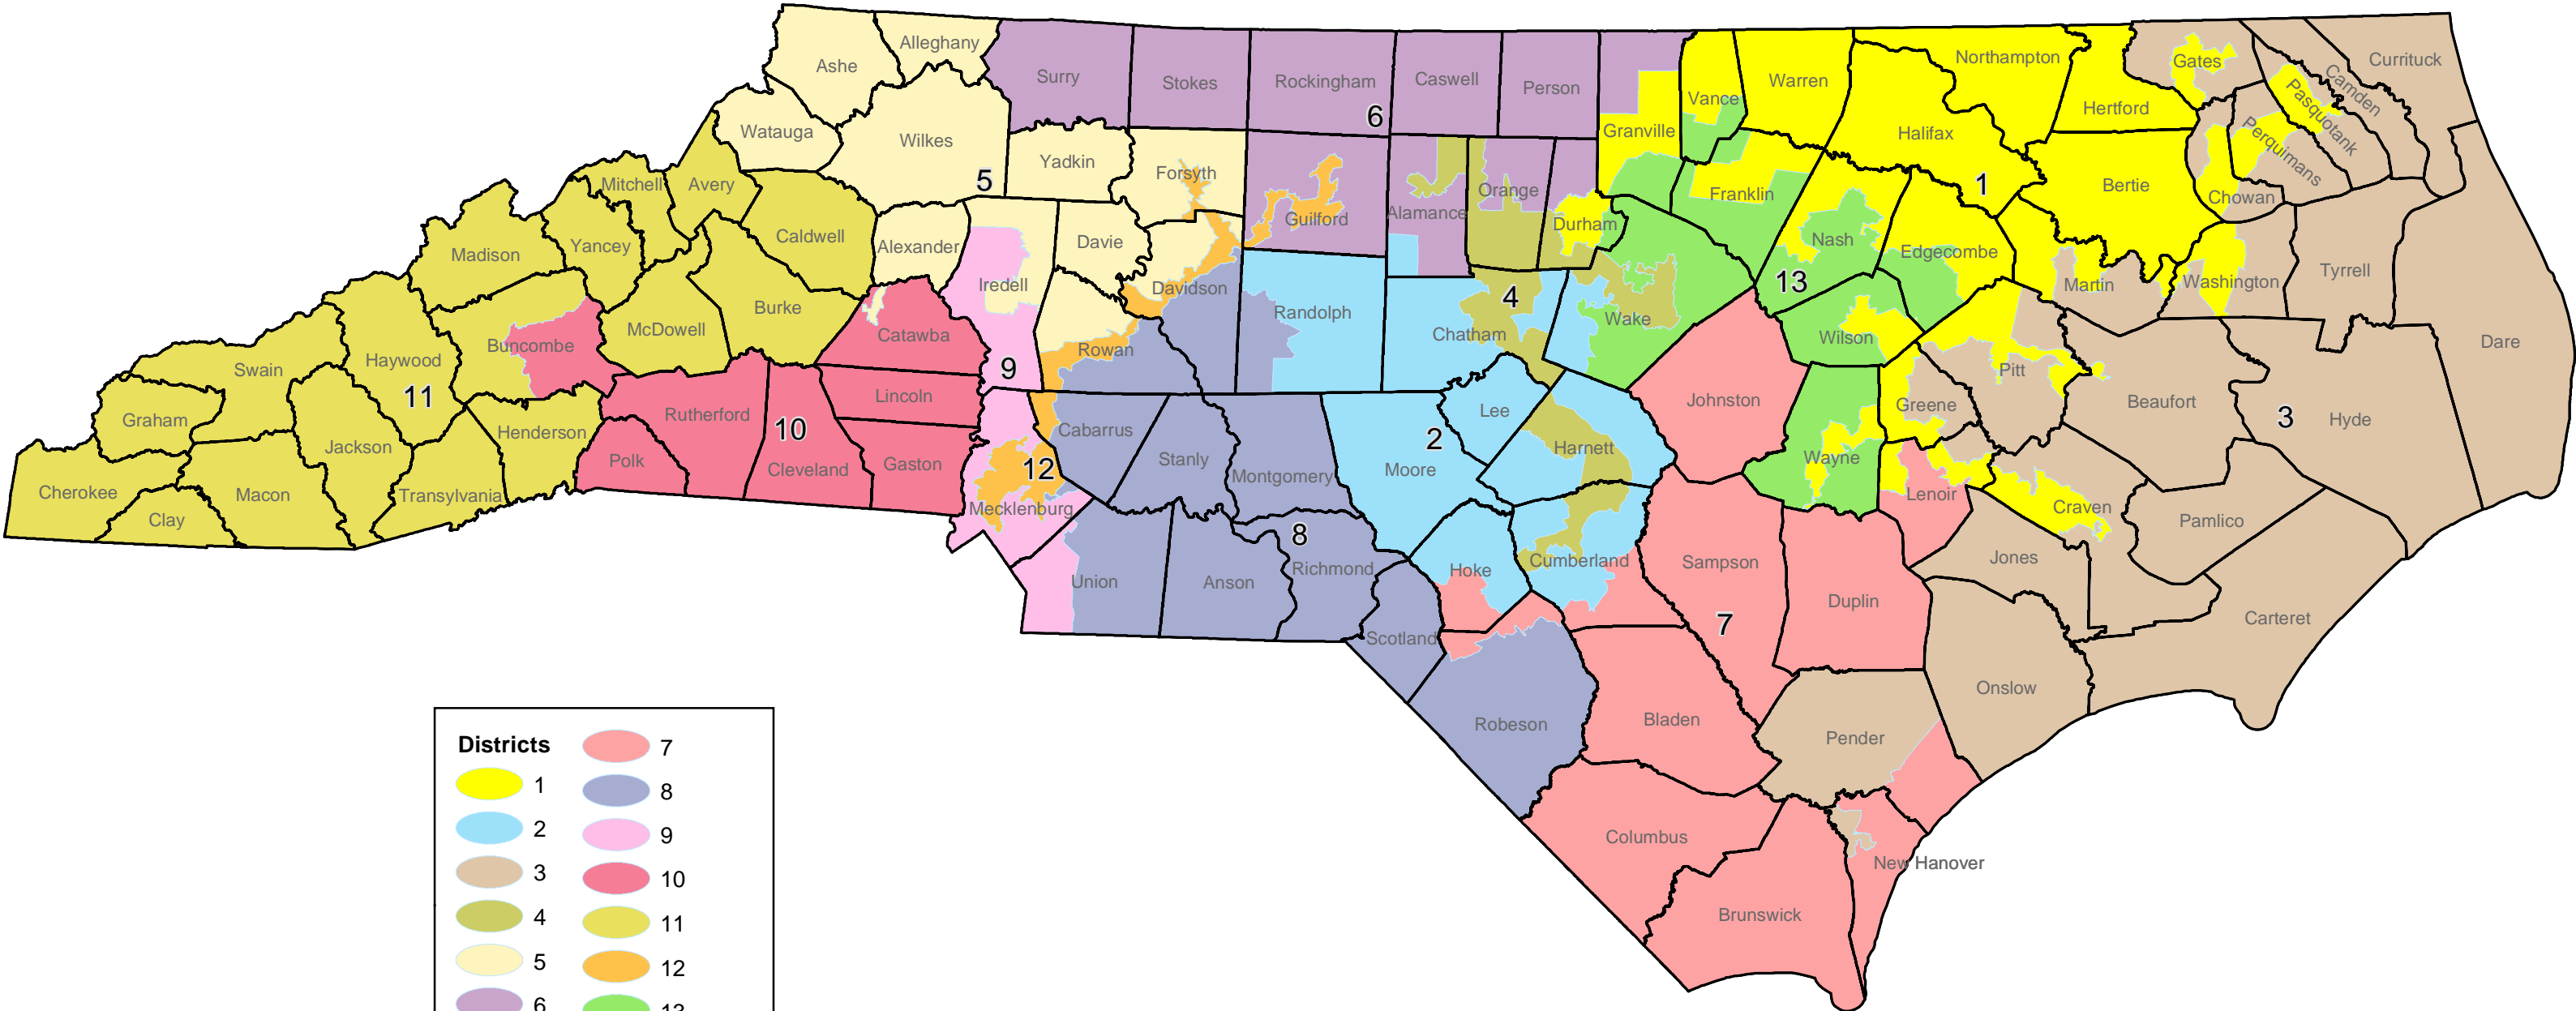 Ashe
Alleghany
Surry
Stokes
Rockingham
Caswell
Person
Granville
Vance
Warren
Northampton
Halifax
Hertford
Gates
Pasquotank
Camden
Currituck
Perquimans
Chowan
Bertie
6
Watauga
Wilkes
Yadkin
Forsyth
Guilford
Alamance
Orange
Durham
Franklin
Nash
Edgecombe
1
Martin
Washington
Tyrrell
Dare
Mitchell
Avery
5
Madison
Yancey
Caldwell
Alexander
Iredell
Davie
Davidson
Randolph
Chatham
4
Wake
13
Wilson
Pitt
Beaufort
3
Hyde
Swain
Haywood
11
Buncombe
McDowell
Burke
Catawba
9
Rowan
Johnston
Greene
Graham
Jackson
Henderson
Rutherford
10
Lincoln
Cabarrus
2
Lee
Moore
Harnett
Wayne
Lenoir
Craven
Pamlico
Cherokee
Clay
Macon
Transylvania
Polk
Cleveland
Gaston
12
Mecklenburg
Stanly
Montgomery
8
Union
Anson
Richmond
Hoke
Cumberland
Sampson
7
Duplin
Jones
Carteret
Scotland
Robeson
Bladen
Pender
Onslow
Columbus
New Hanover
Brunswick
Districts
1
2
3
4
5
6
7
8
9
10
11
12
13